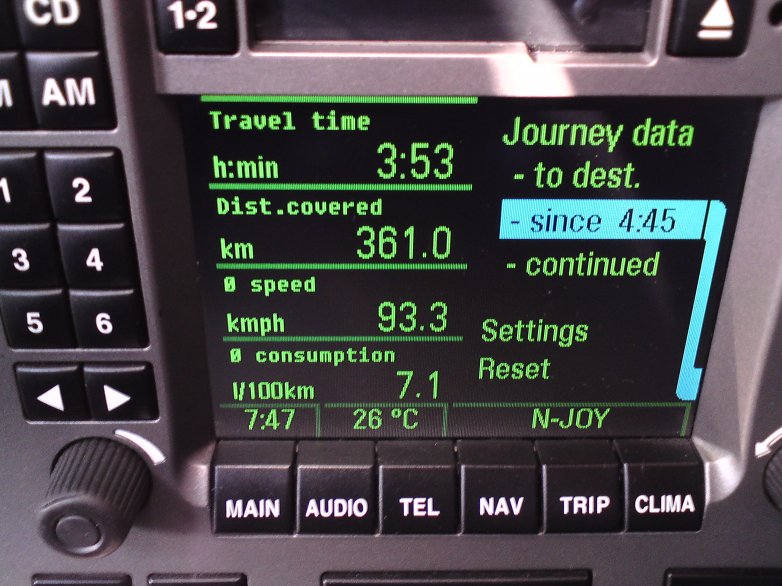 CD
1•2
AM
1 2
3 4
5 6
Travel time
h:min 3:53
Dist.covered
km 361.0
Ø speed
kmph 93.3
Ø consumption
l/100km 7.1
Journey data
- to dest.
- since 4:45
- continued
Settings
Reset
7:47 26 °C N-JOY
MAIN AUDIO TEL NAV TRIP CLIMA